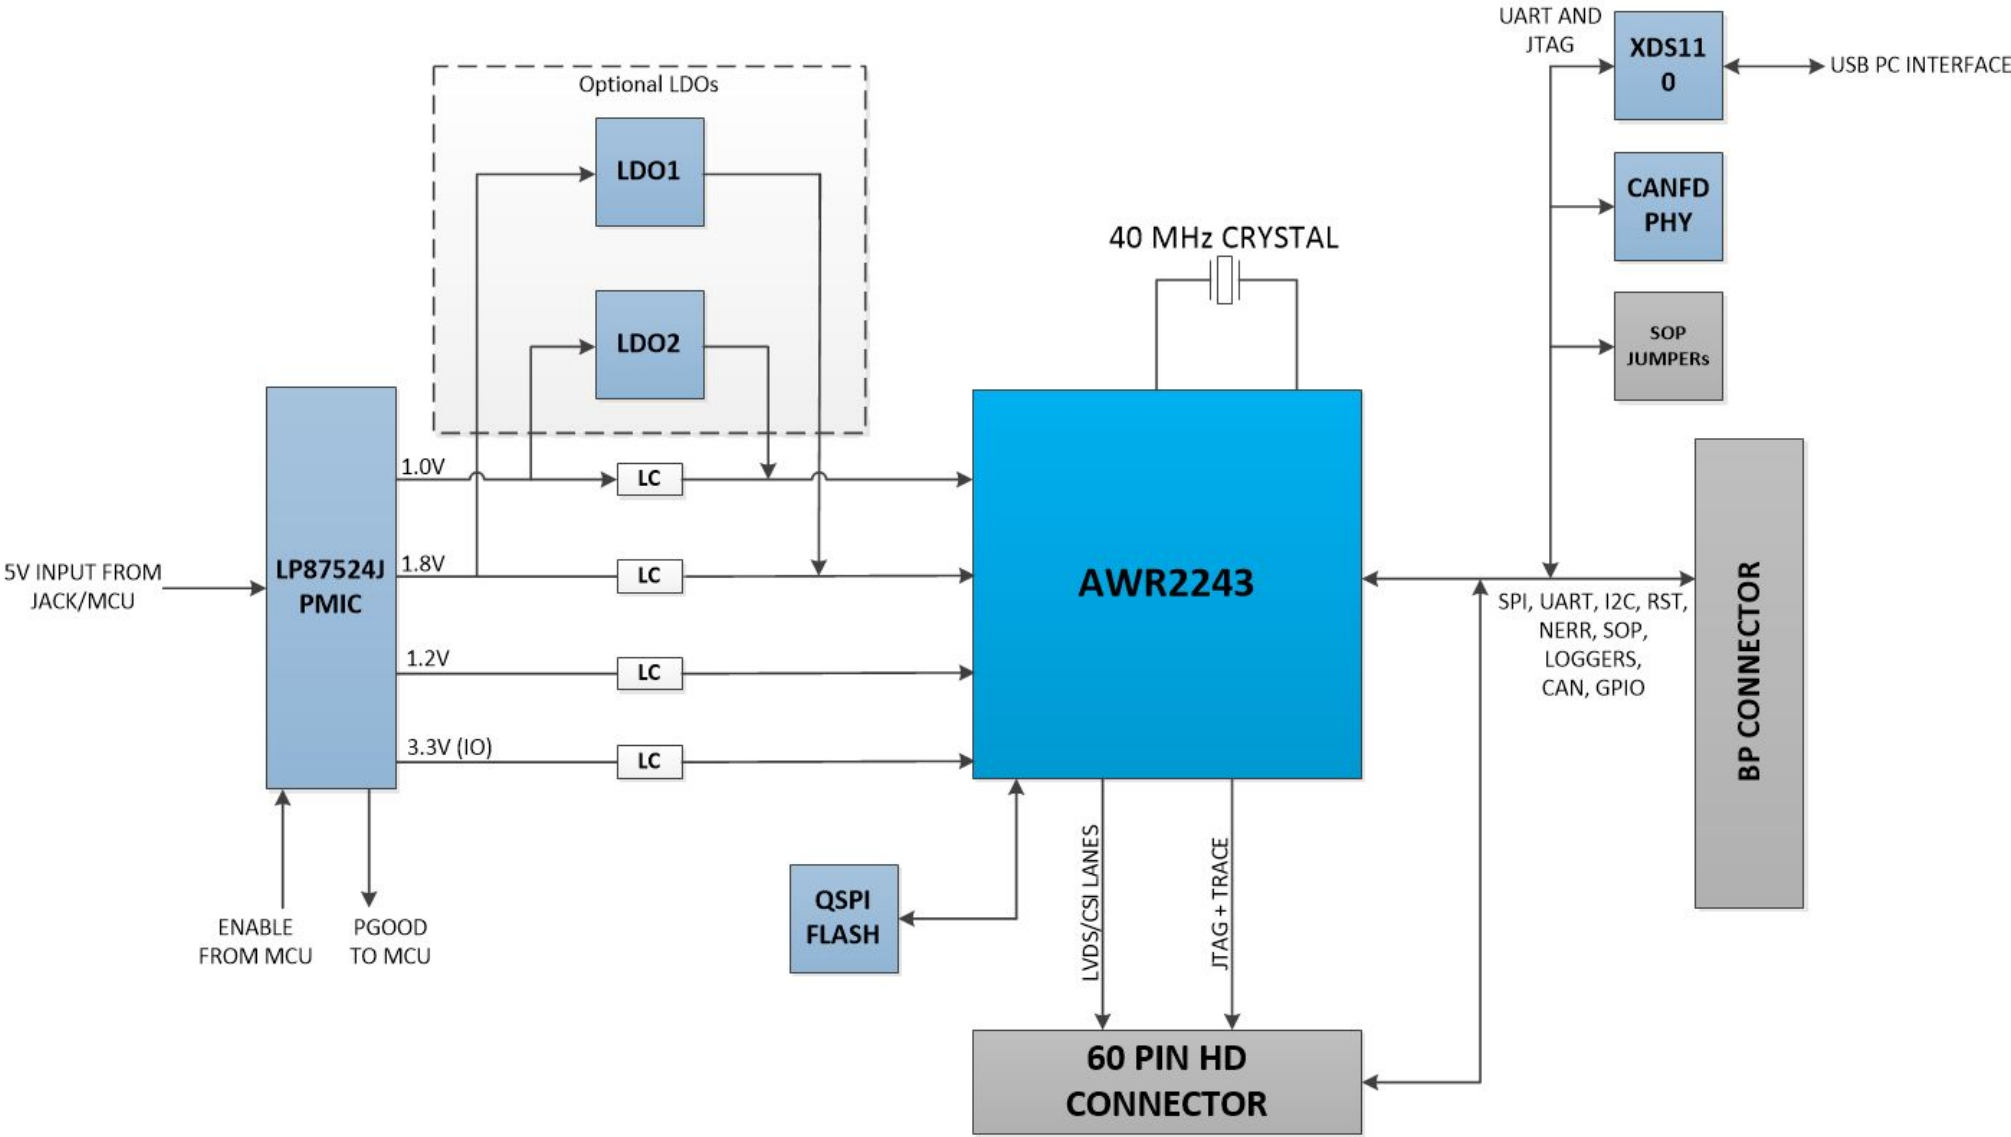 UART AND
JTAG
XDS11
0
USB PC INTERFACE
Optional LDOs
LDO1
CANFD
PHY
40 MHz CRYSTAL
LDO2
SOP
JUMPERs
1.0V
LC
5V INPUT FROM
JACK/MCU
LP87524J
PMIC
1.8V
LC
AWR2243
SPI, UART, I2C, RST,
NERR, SOP,
LOGGERS,
CAN, GPIO
BP CONNECTOR
1.2V
LC
3.3V (IO)
LC
ENABLE
FROM MCU
PGOOD
TO MCU
QSPI
FLASH
LVDS/CSI LANES
JTAG + TRACE
60 PIN HD
CONNECTOR